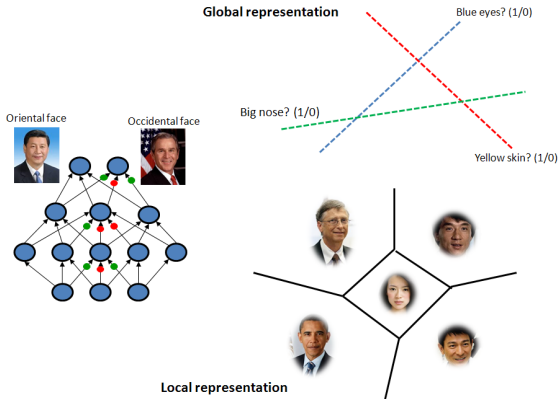 Global representation
Blue eyes? (1/0)
Big nose? (1/0)
Yellow skin? (1/0)
Oriental face
Occidental face
Local representation